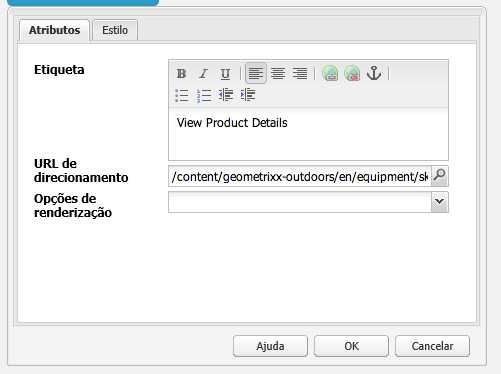 Atributos
Estilo
Etiqueta
B I U
View Product Details
URL de
direcionamento
/content/geometrixx-outdoors/en/equipment/sk
Opções de
renderização
Ajuda
OK
Cancelar